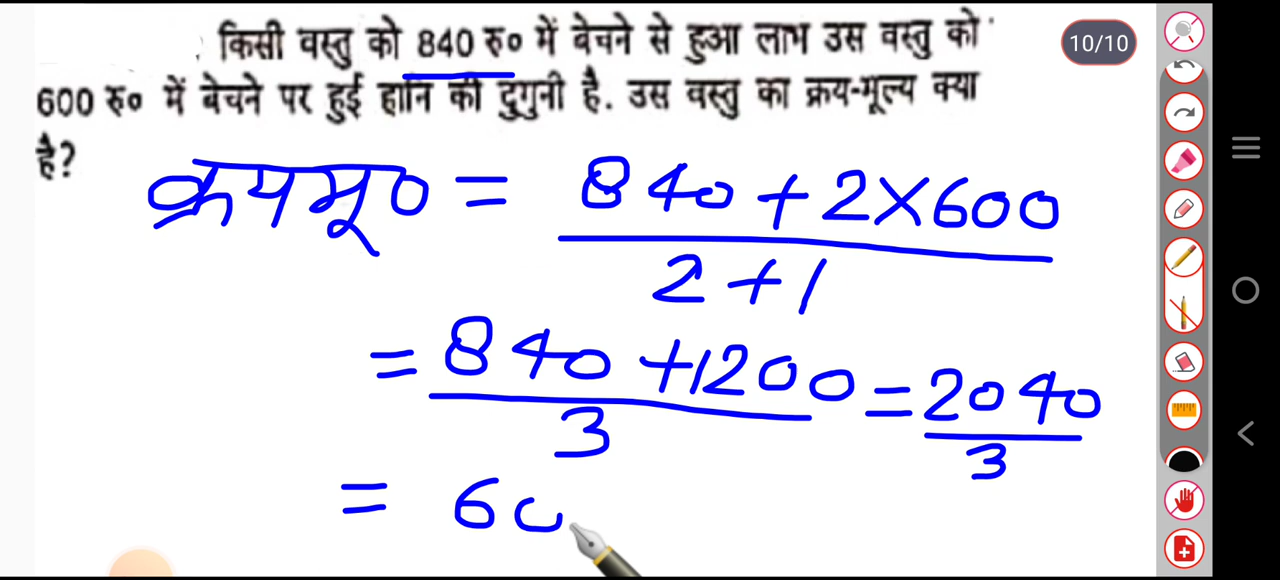 किसी वस्तु को 840 रु० में बेचने से हुआ लाभ उस वस्तु को
10/10
600 रु० में बेचने पर हुई हानि की दुगुनी है. उस वस्तु का क्रय-मूल्य क्या
है?
क्रयमू० = 840 + 2×600
2 + 1
= 840 + 1200 = 2040
3 3
= 60